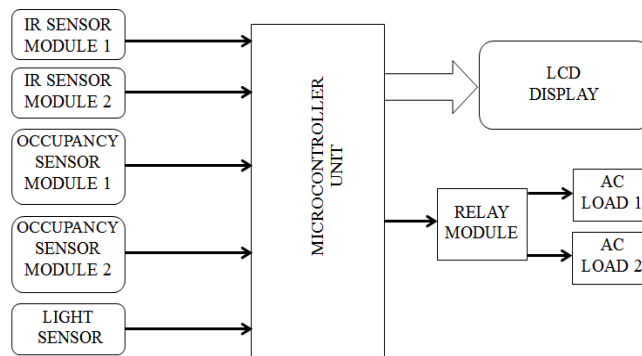 IR SENSOR
MODULE 1
IR SENSOR
MODULE 2
OCCUPANCY
SENSOR
MODULE 1
OCCUPANCY
SENSOR
MODULE 2
LIGHT
SENSOR
MICROCONTROLLER
UNIT
LCD
DISPLAY
RELAY
MODULE
AC
LOAD 1
AC
LOAD 2